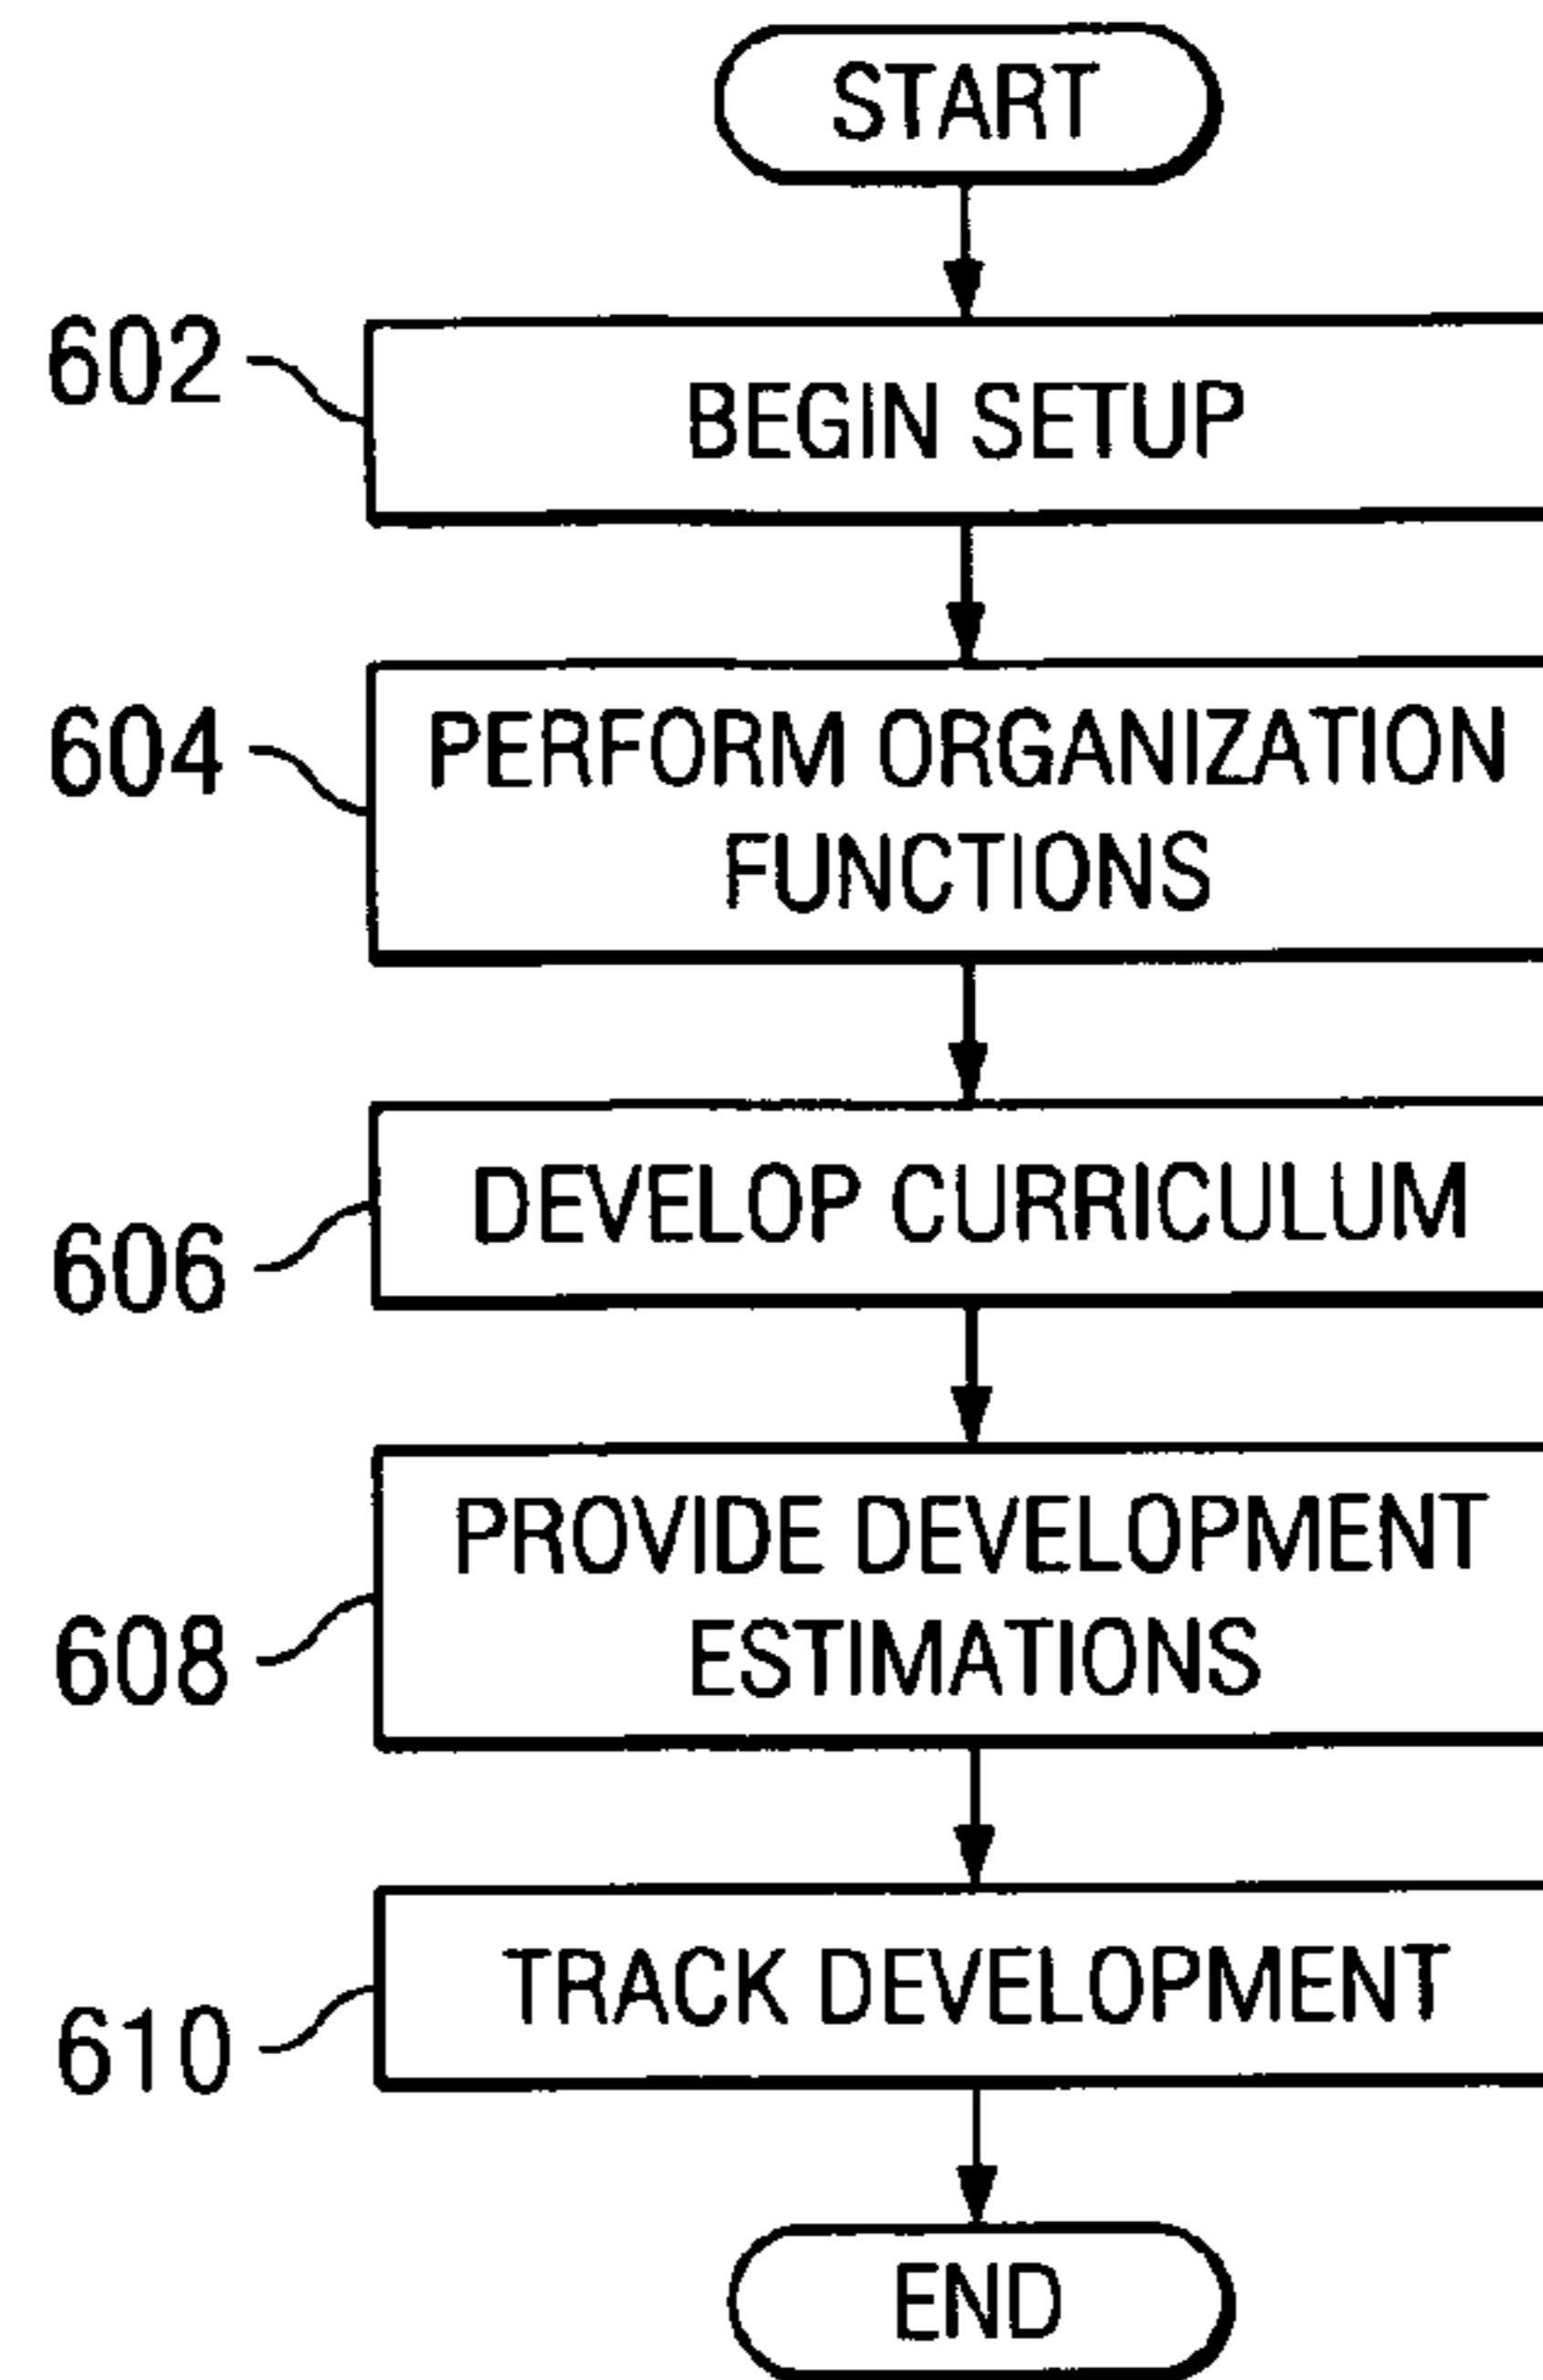 START
602
BEGIN SETUP
604
PERFORM ORGANIZATION
FUNCTIONS
606
DEVELOP CURRICULUM
608
PROVIDE DEVELOPMENT
ESTIMATIONS
610
TRACK DEVELOPMENT
END